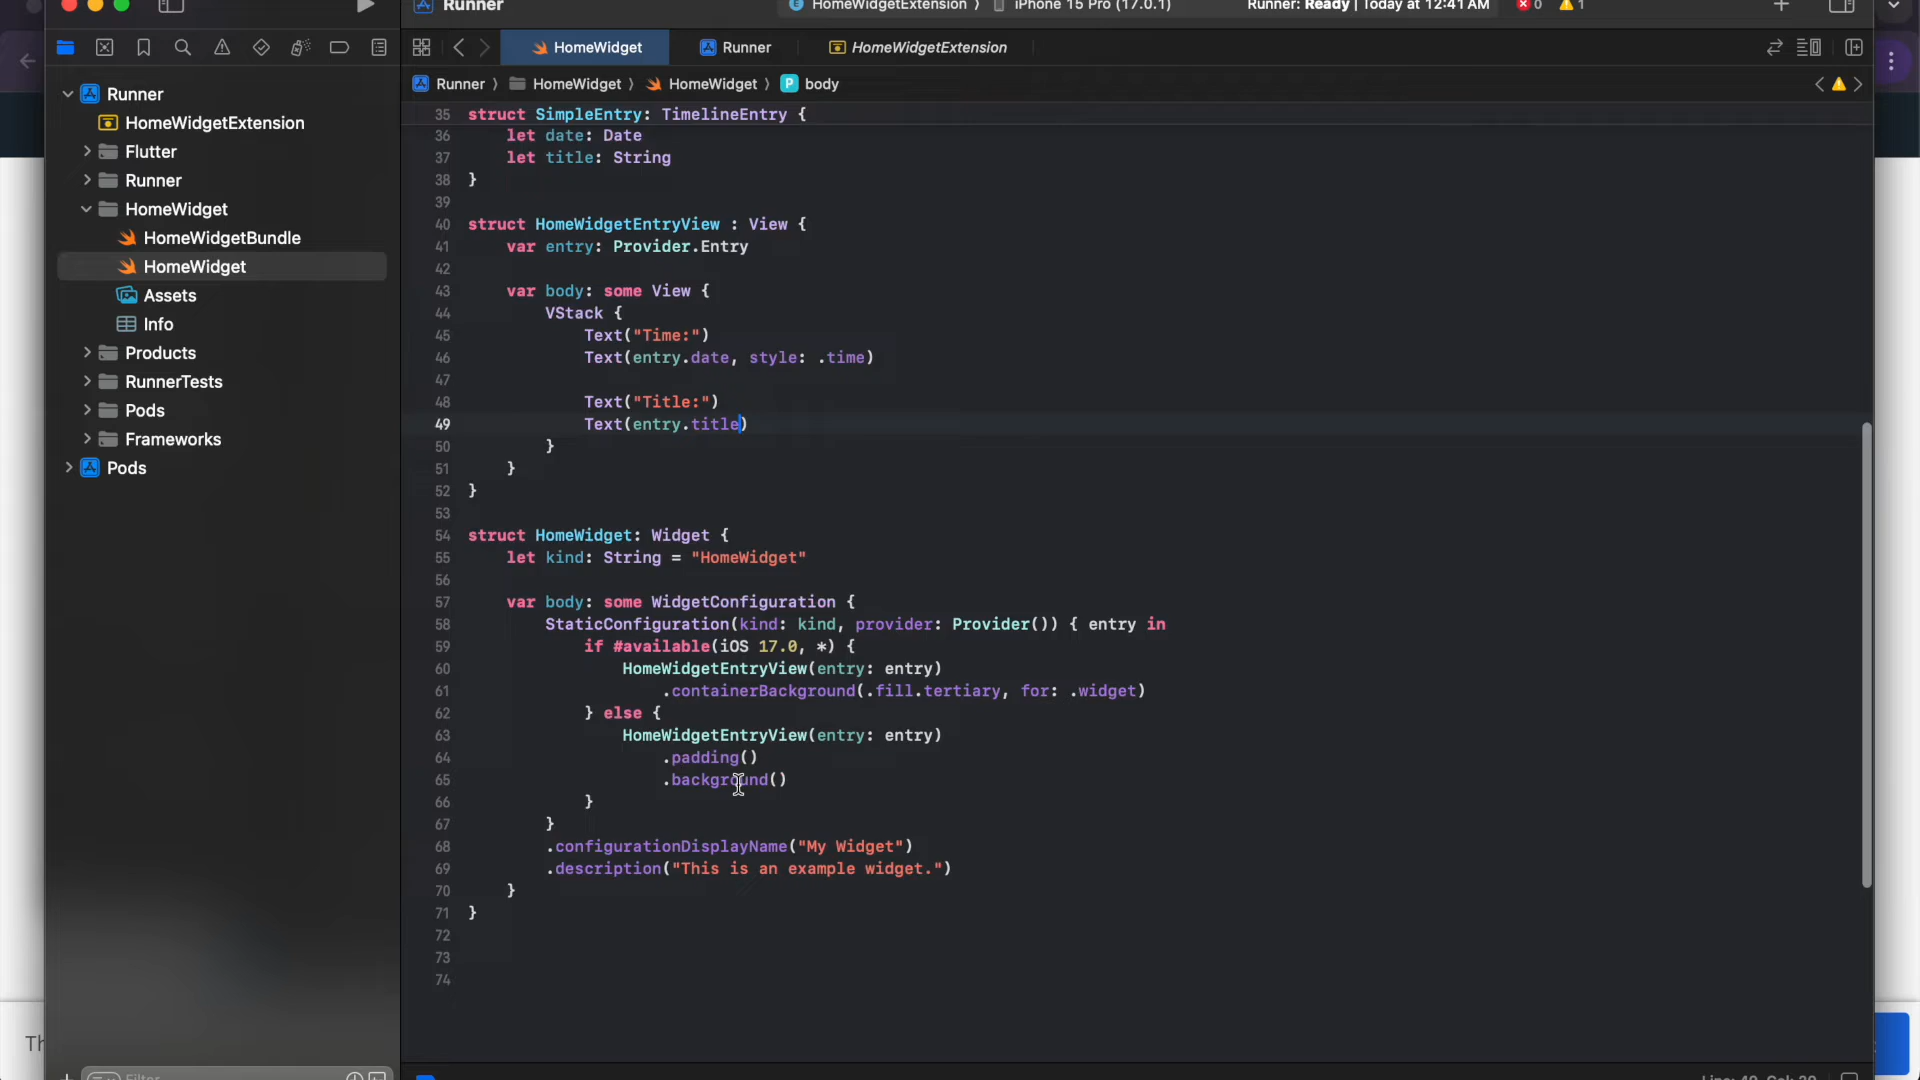 Runner
HomeWidgetExtension ⟩ iPhone 15 Pro (17.0.1)
Runner: Ready | Today at 12:41 AM
0
1
HomeWidget
Runner
HomeWidgetExtension
Runner ⟩ HomeWidget ⟩ HomeWidget ⟩ P body
Runner
HomeWidgetExtension
Flutter
Runner
HomeWidget
HomeWidgetBundle
HomeWidget
Assets
Info
Products
RunnerTests
Pods
Frameworks
Pods
35 struct SimpleEntry: TimelineEntry {
36 let date: Date
37 let title: String
38 }
39
40 struct HomeWidgetEntryView : View {
41 var entry: Provider.Entry
42
43 var body: some View {
44 VStack {
45 Text("Time:")
46 Text(entry.date, style: .time)
47
48 Text("Title:")
49 Text(entry.title)
50 }
51 }
52 }
53
54 struct HomeWidget: Widget {
55 let kind: String = "HomeWidget"
56
57 var body: some WidgetConfiguration {
58 StaticConfiguration(kind: kind, provider: Provider()) { entry in
59 if #available(iOS 17.0, *) {
60 HomeWidgetEntryView(entry: entry)
61 .containerBackground(.fill.tertiary, for: .widget)
62 } else {
63 HomeWidgetEntryView(entry: entry)
64 .padding()
65 .background()
66 }
67 }
68 .configurationDisplayName("My Widget")
69 .description("This is an example widget.")
70 }
71 }
72
73
74
Th
Filter